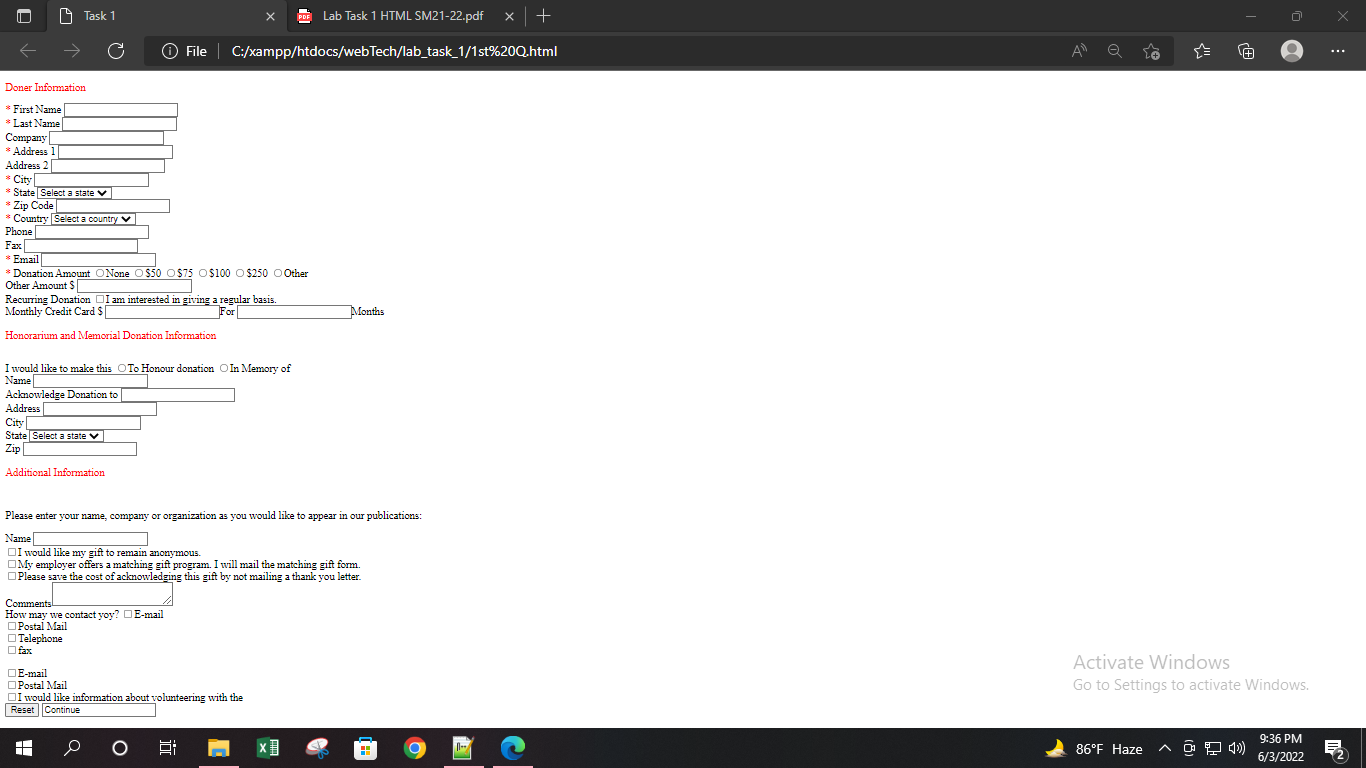 Task 1
Lab Task 1 HTML SM21-22.pdf
File C:/xampp/htdocs/webTech/lab_task_1/1st%20Q.html
Doner Information
* First Name
* Last Name
Company
* Address 1
Address 2
* City
* State Select a state
* Zip Code
* Country Select a country
Phone
Fax
* Email
* Donation Amount None $50 $75 $100 $250 Other
Other Amount $
Recurring Donation I am interested in giving a regular basis.
Monthly Credit Card $ For Months
Honorarium and Memorial Donation Information
I would like to make this To Honour donation In Memory of
Name
Acknowledge Donation to
Address
City
State Select a state
Zip
Additional Information
Please enter your name, company or organization as you would like to appear in our publications:
Name
I would like my gift to remain anonymous.
My employer offers a matching gift program. I will mail the matching gift form.
Please save the cost of acknowledging this gift by not mailing a thank you letter.
Comments
How may we contact yoy? E-mail
Postal Mail
Telephone
fax
E-mail
Postal Mail
I would like information about volunteering with the
Reset Continue
Activate Windows
Go to Settings to activate Windows.
86°F Haze
9:36 PM
6/3/2022
2